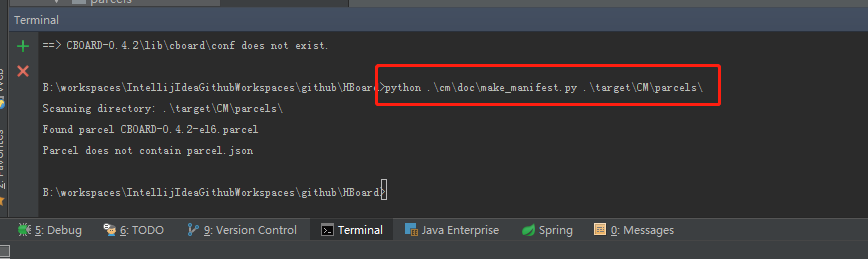 parcels
Terminal
==> CBOARD-0.4.2\lib\cboard\conf does not exist.
B:\workspaces\IntellijIdeaGithubWorkspaces\github\HBoard>python .\cm\doc\make_manifest.py .\target\CM\parcels\
Scanning directory: .\target\CM\parcels\
Found parcel CBOARD-0.4.2-el6.parcel
Parcel does not contain parcel.json
B:\workspaces\IntellijIdeaGithubWorkspaces\github\HBoard>
5: Debug 6: TODO 9: Version Control Terminal Java Enterprise Spring 0: Messages